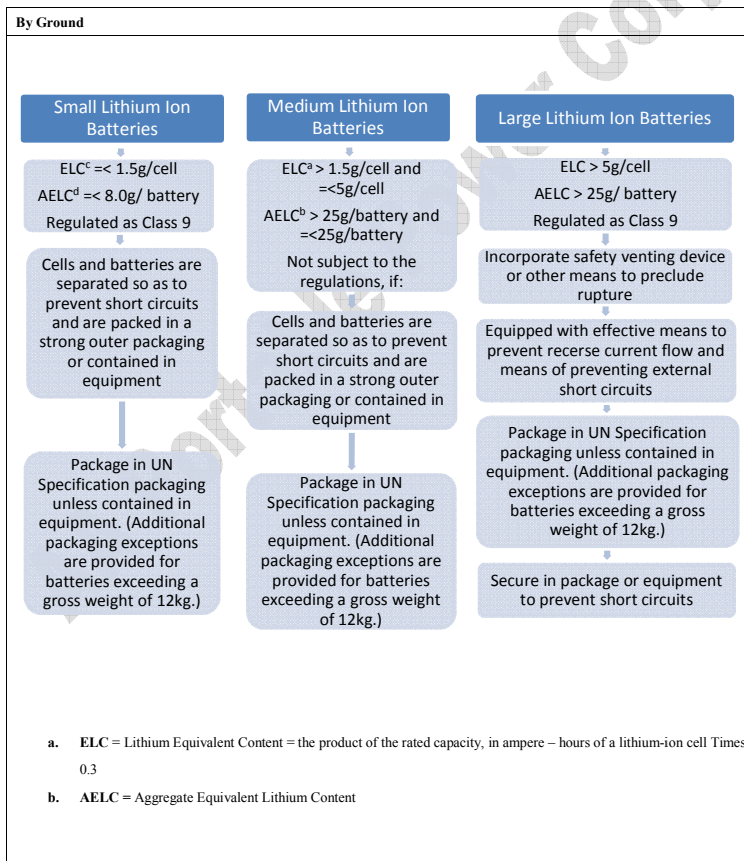 By Ground
Small Lithium Ion
Batteries
ELCc =< 1.5g/cell
AELCd =< 8.0g/ battery
Regulated as Class 9
Cells and batteries are
separated so as to
prevent short circuits
and are packed in a
strong outer packaging
or contained in
equipment
Package in UN
Specification packaging
unless contained in
equipment. (Additional
packaging exceptions
are provided for
batteries exceeding a
gross weight of 12kg.)
Medium Lithium Ion
Batteries
ELCa > 1.5g/cell and
=<5g/cell
AELCb > 25g/battery and
=<25g/battery
Not subject to the
regulations, if:
Cells and batteries are
separated so as to prevent
short circuits and are
packed in a strong outer
packaging or contained in
equipment
Package in UN
Specification packaging
unless contained in
equipment. (Additional
packaging exceptions are
provided for batteries
exceeding a gross weight
of 12kg.)
Large Lithium Ion Batteries
ELC > 5g/cell
AELC > 25g/ battery
Regulated as Class 9
Incorporate safety venting device
or other means to preclude
rupture
Equipped with effective means to
prevent recerse current flow and
means of preventing external
short circuits
Package in UN Specification
packaging unless contained in
equipment. (Additional packaging
exceptions are provided for
batteries exceeding a gross
weight of 12kg.)
Secure in package or equipment
to prevent short circuits
a. ELC = Lithium Equivalent Content = the product of the rated capacity, in ampere – hours of a lithium-ion cell Times
0.3
b. AELC = Aggregate Equivalent Lithium Content